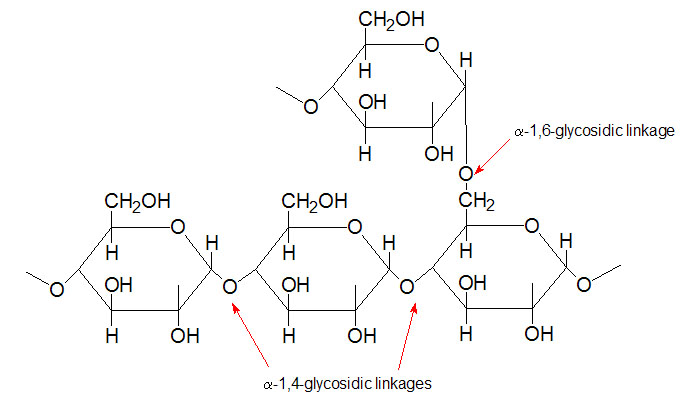 CH₂OH
O
H
H
OH
O
α-1,6-glycosidic linkage
H OH
O
CH₂OH CH₂OH CH₂
O O O
H H H
H H H
O OH O OH O OH O
H OH H OH H OH
α-1,4-glycosidic linkages